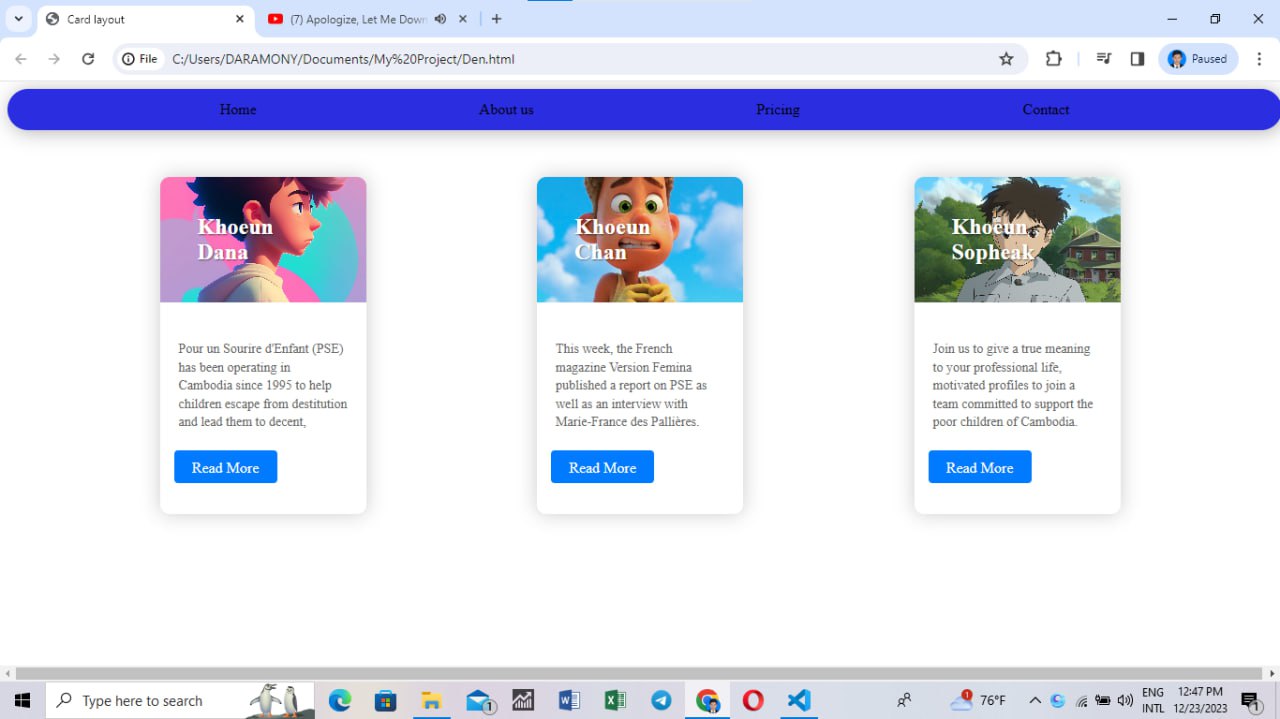 Card layout
(7) Apologize, Let Me Down
File
C:/Users/DARAMONY/Documents/My%20Project/Den.html
Paused
Home
About us
Pricing
Contact
Khoeun
Dana
Pour un Sourire d'Enfant (PSE)
has been operating in
Cambodia since 1995 to help
children escape from destitution
and lead them to decent,
Read More
Khoeun
Chan
This week, the French
magazine Version Femina
published a report on PSE as
well as an interview with
Marie-France des Pallières.
Read More
Khoeun
Sopheak
Join us to give a true meaning
to your professional life,
motivated profiles to join a
team committed to support the
poor children of Cambodia.
Read More
Type here to search
1
1
76°F
ENG
INTL
12:47 PM
12/23/2023
1